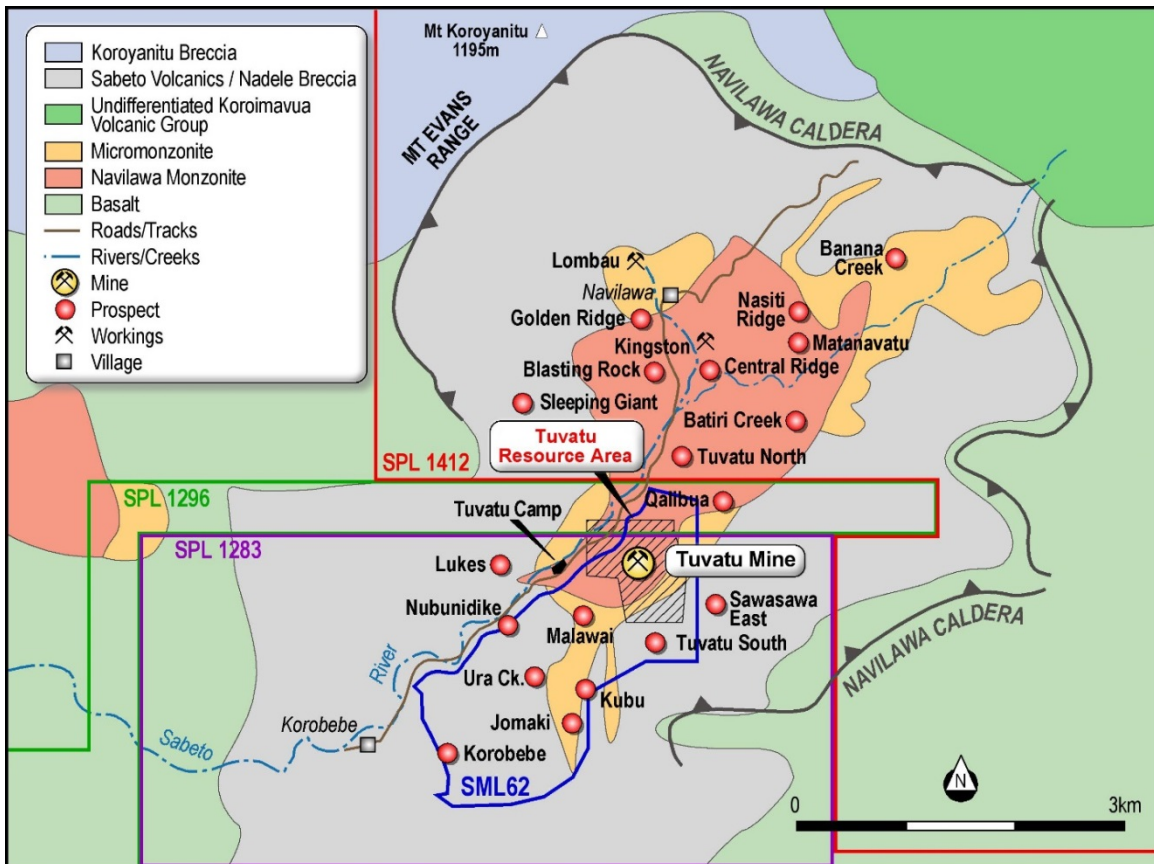 Koroyanitu Breccia
Sabeto Volcanics / Nadele Breccia
Undifferentiated Koroimavua
Volcanic Group
Micromonzonite
Navilawa Monzonite
Basalt
Roads/Tracks
Rivers/Creeks
Mine
Prospect
Workings
Village
Mt Koroyanitu
1195m
MT EVANS
RANGE
NAVILAWA CALDERA
Lombau
Navilawa
Banana
Creek
Golden Ridge
Nasiti
Ridge
Kingston
Matanavatu
Blasting Rock
Central Ridge
Sleeping Giant
Batiri Creek
Tuvatu
Resource Area
Tuvatu North
SPL 1412
SPL 1296
Qalibua
Tuvatu Camp
SPL 1283
Lukes
Tuvatu Mine
Nubunidike
Malawai
Sawasawa
East
Tuvatu South
NAVILAWA CALDERA
River
Ura Ck.
Kubu
Korobebe
Jomaki
Sabeto
Korobebe
SML62
N
0
3km